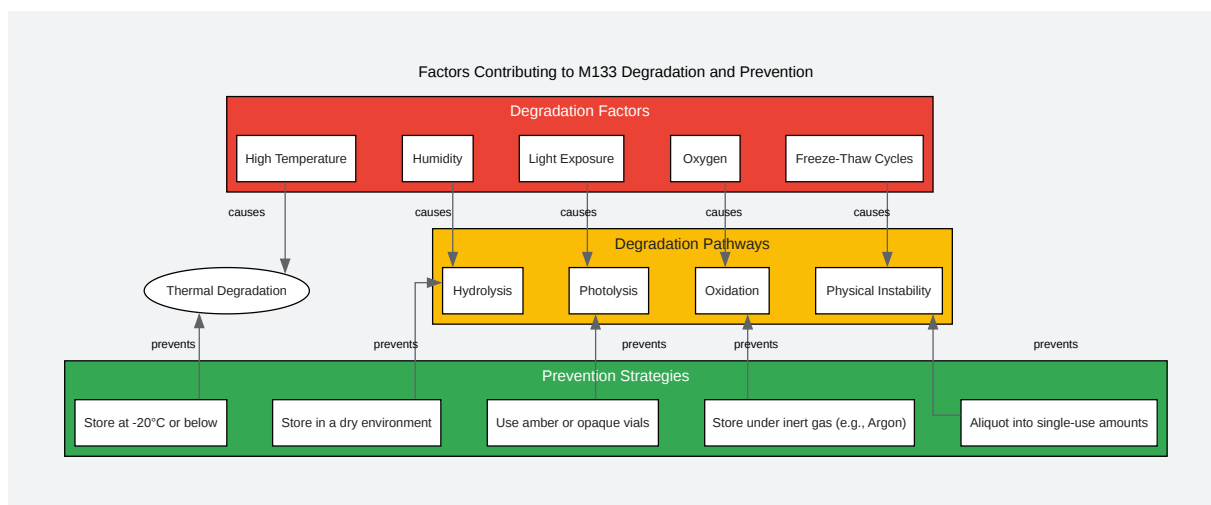 Factors Contributing to M133 Degradation and Prevention
Degradation Factors
High Temperature
Humidity
Light Exposure
Oxygen
Freeze-Thaw Cycles
causes
causes
causes
causes
causes
Degradation Pathways
Thermal Degradation
Hydrolysis
Photolysis
Oxidation
Physical Instability
prevents
prevents
prevents
prevents
prevents
Prevention Strategies
Store at -20°C or below
Store in a dry environment
Use amber or opaque vials
Store under inert gas (e.g., Argon)
Aliquot into single-use amounts